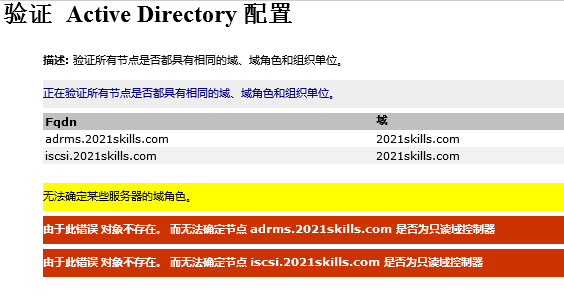 验证 Active Directory 配置
描述: 验证所有节点是否都具有相同的域、域角色和组织单位。
正在验证所有节点是否都具有相同的域、域角色和组织单位。
Fqdn 域
adrms.2021skills.com 2021skills.com
iscsi.2021skills.com 2021skills.com
无法确定某些服务器的域角色。
由于此错误 对象不存在。 而无法确定节点 adrms.2021skills.com 是否为只读域控制器
由于此错误 对象不存在。 而无法确定节点 iscsi.2021skills.com 是否为只读域控制器